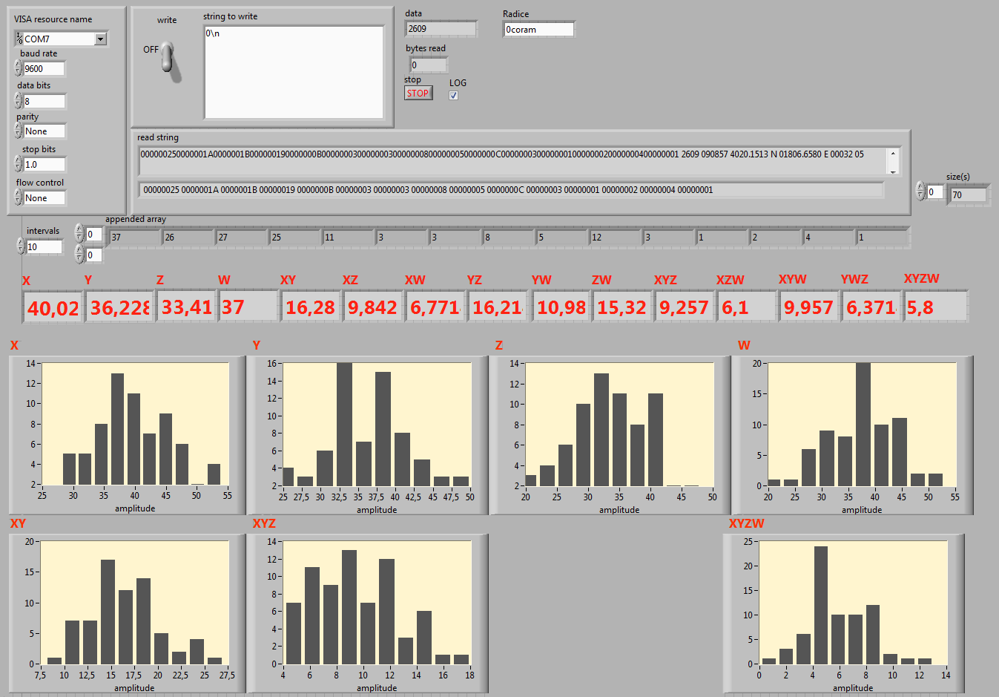 VISA resource name
COM7
baud rate
9600
data bits
8
parity
None
stop bits
1.0
flow control
None
write
OFF
string to write
0\n
data
2609
Radice
0coram
bytes read
0
stop
STOP
LOG
read string
000000250000001A0000001B000000190000000B000000030000000300000008000000050000000C0000000300000001000000020000000400000001 2609 090857 4020.1513 N 01806.6580 E 00032 05
00000025 0000001A 0000001B 00000019 0000000B 00000003 00000003 00000008 00000005 0000000C 00000003 00000001 00000002 00000004 00000001
size(s)
0 70
intervals
10
appended array
0
0
37 26 27 25 11 3 3 8 5 12 3 1 2 4 1
X Y Z W XY XZ XW YZ YW ZW XYZ XZW XYW YWZ XYZW
40,02 36,228 33,41 37 16,28 9,842 6,771 16,21 10,98 15,32 9,257 6,1 9,957 6,371 5,8
X
14
12
10
8
6
4
2
25 30 35 40 45 50 55
amplitude
Y
16
14
12
10
8
6
4
2
25 27,5 30 32,5 35 37,5 40 42,5 45 47,5 50
amplitude
Z
14
12
10
8
6
4
2
20 25 30 35 40 45 50
amplitude
W
20
15
10
5
0
20 25 30 35 40 45 50 55
amplitude
XY
20
15
10
5
0
7,5 10 12,5 15 17,5 20 22,5 25 27,5
amplitude
XYZ
14
12
10
8
6
4
2
0
4 6 8 10 12 14 16 18
amplitude
XYZW
25
20
15
10
5
0
0 2 4 6 8 10 12 14
amplitude